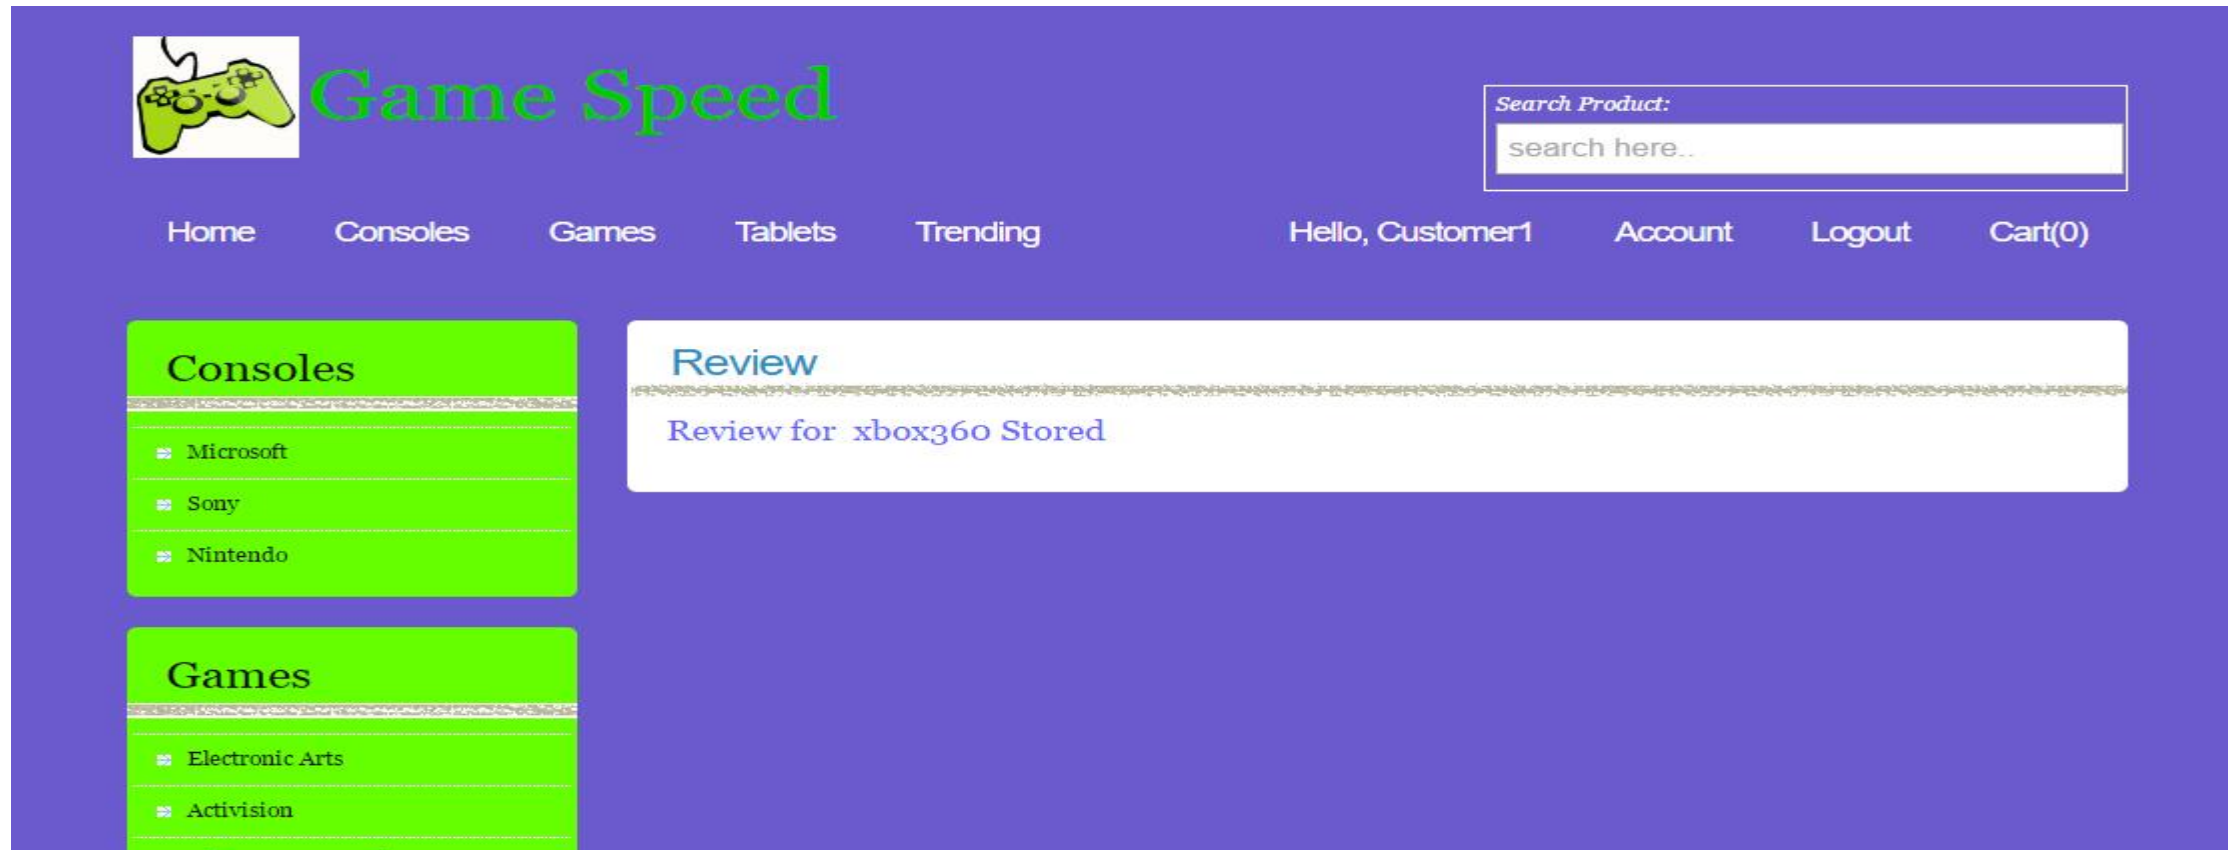 Game Speed
Search Product:
search here..
Home Consoles Games Tablets Trending Hello, Customer1 Account Logout Cart(0)
Consoles
Microsoft
Sony
Nintendo
Games
Electronic Arts
Activision
Review
Review for xbox360 Stored